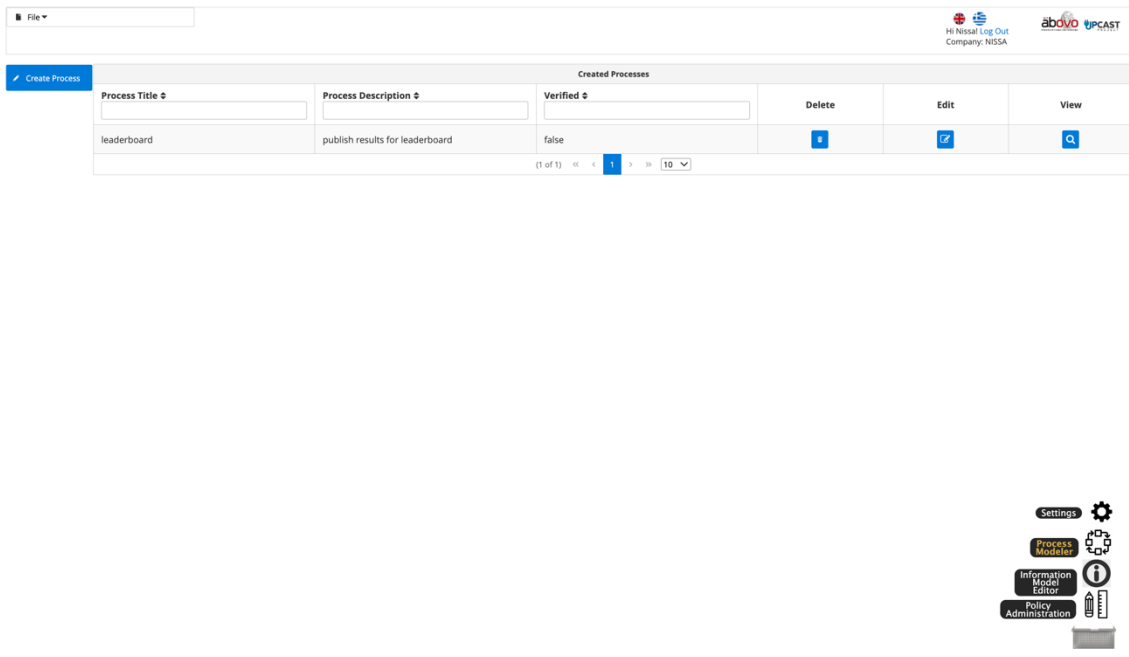 File
Hi Nissa! Log Out
Company: NISSA
abovo
UPCAST
PROJECT
Create Process
Created Processes
Process Title
Process Description
Verified
Delete
Edit
View
leaderboard
publish results for leaderboard
false
(1 of 1)
1
10
Settings
Process
Modeler
Information
Model
Editor
Policy
Administration